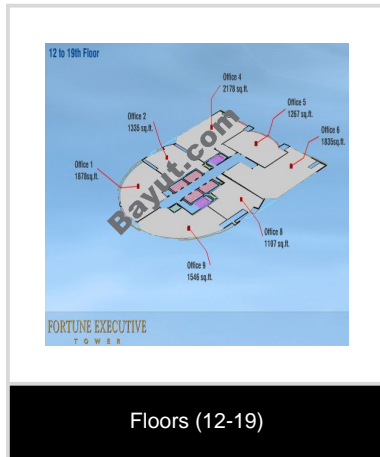 12 to 19th Floor
Office 4
2178 sq.ft.
Office 5
1267 sq.ft.
Office 2
1335 sq.ft.
Office 6
1835sq.ft.
Office 1
1878sq.ft.
Bayut.com
Office 8
1187 sq.ft.
Office 9
1546 sq.ft.
FORTUNE EXECUTIVE
TOWER
Floors (12-19)